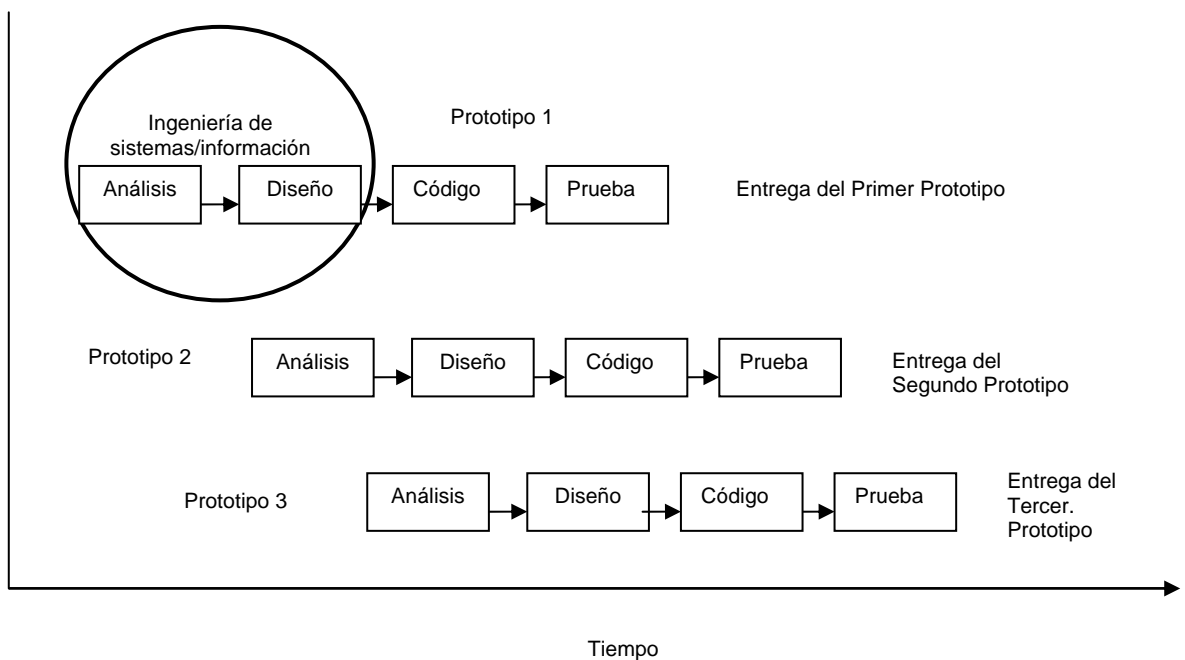 Ingeniería de
sistemas/información
Prototipo 1
Análisis
Diseño
Código
Prueba
Entrega del Primer Prototipo
Prototipo 2
Análisis
Diseño
Código
Prueba
Entrega del
Segundo Prototipo
Prototipo 3
Análisis
Diseño
Código
Prueba
Entrega del
Tercer.
Prototipo
Tiempo